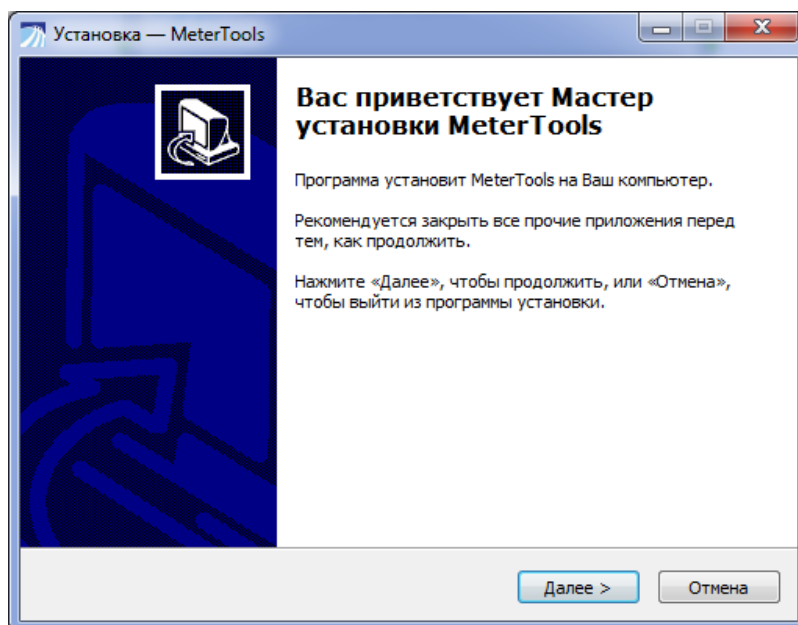 Установка — MeterTools
Вас приветствует Мастер
установки MeterTools
Программа установит MeterTools на Ваш компьютер.
Рекомендуется закрыть все прочие приложения перед
тем, как продолжить.
Нажмите «Далее», чтобы продолжить, или «Отмена»,
чтобы выйти из программы установки.
Далее >
Отмена